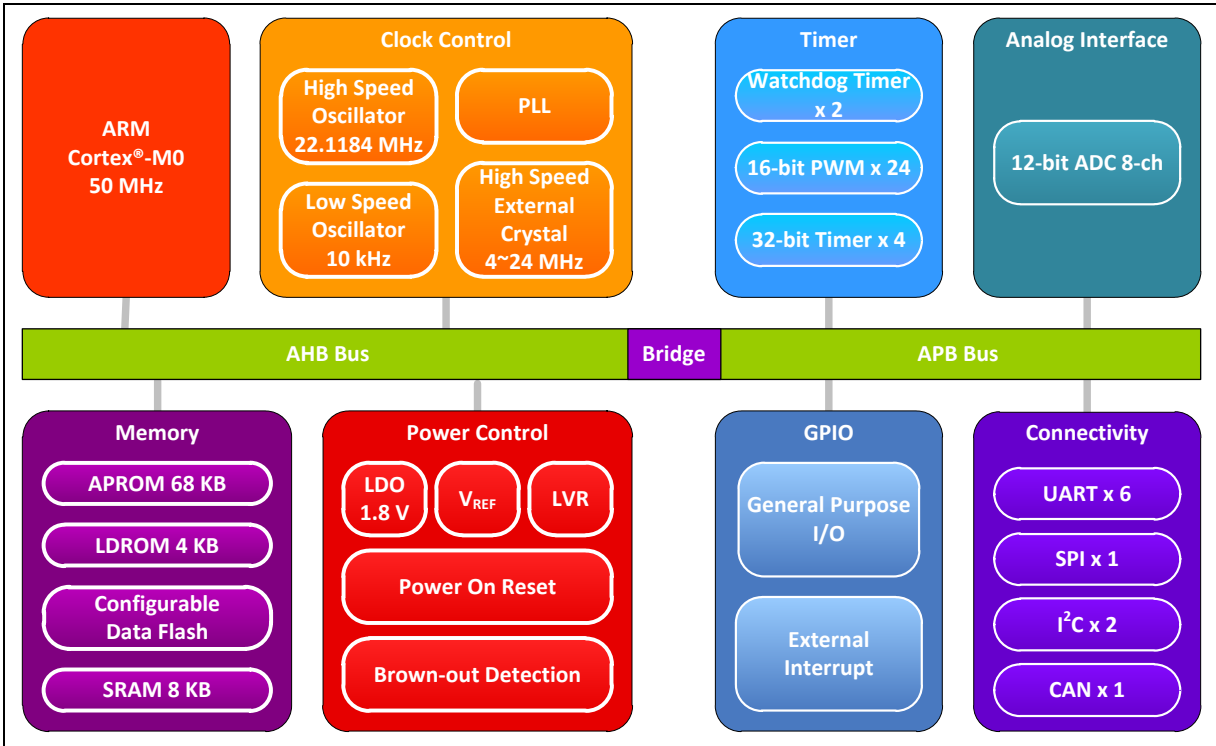 ARM
Cortex®-M0
50 MHz
Clock Control
High Speed
Oscillator
22.1184 MHz
PLL
Low Speed
Oscillator
10 kHz
High Speed
External
Crystal
4~24 MHz
Timer
Watchdog Timer
x 2
16-bit PWM x 24
32-bit Timer x 4
Analog Interface
12-bit ADC 8-ch
AHB Bus
Bridge
APB Bus
Memory
APROM 68 KB
LDROM 4 KB
Configurable
Data Flash
SRAM 8 KB
Power Control
LDO
1.8 V
VREF
LVR
Power On Reset
Brown-out Detection
GPIO
General Purpose
I/O
External
Interrupt
Connectivity
UART x 6
SPI x 1
I²C x 2
CAN x 1